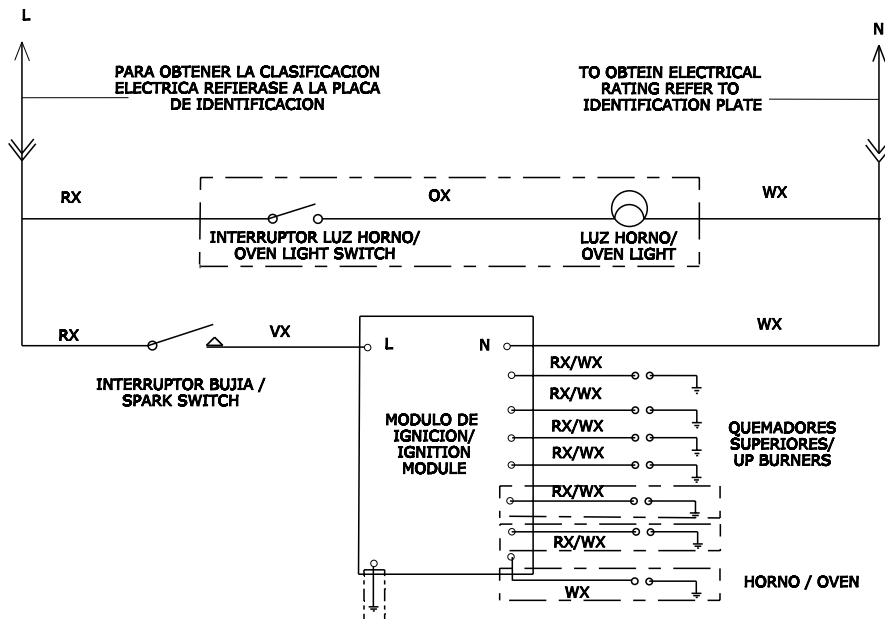 L
N
PARA OBTENER LA CLASIFICACION
ELECTRICA REFIERASE A LA PLACA
DE IDENTIFICACION
TO OBTEIN ELECTRICAL
RATING REFER TO
IDENTIFICATION PLATE
RX
OX
WX
INTERRUPTOR LUZ HORNO/
OVEN LIGHT SWITCH
LUZ HORNO/
OVEN LIGHT
RX
VX
L
N
WX
INTERRUPTOR BUJIA /
SPARK SWITCH
MODULO DE
IGNICION/
IGNITION
MODULE
RX/WX
RX/WX
RX/WX
RX/WX
RX/WX
RX/WX
WX
QUEMADORES
SUPERIORES/
UP BURNERS
HORNO / OVEN